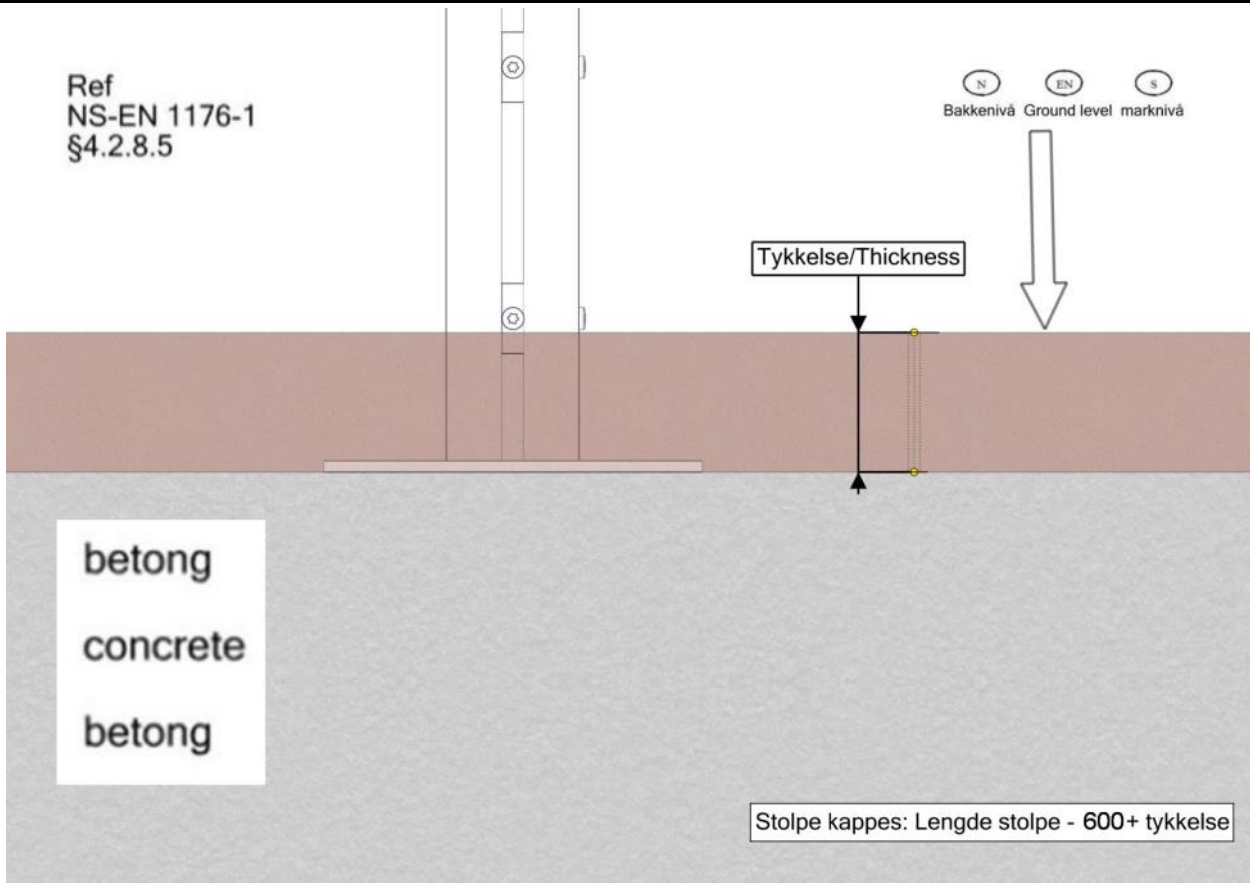 Ref
NS-EN 1176-1
§4.2.8.5
N EN S
Bakkenivå Ground level marknivå
Tykkelse/Thickness
betong
concrete
betong
Stolpe kappes: Lengde stolpe - 600+ tykkelse